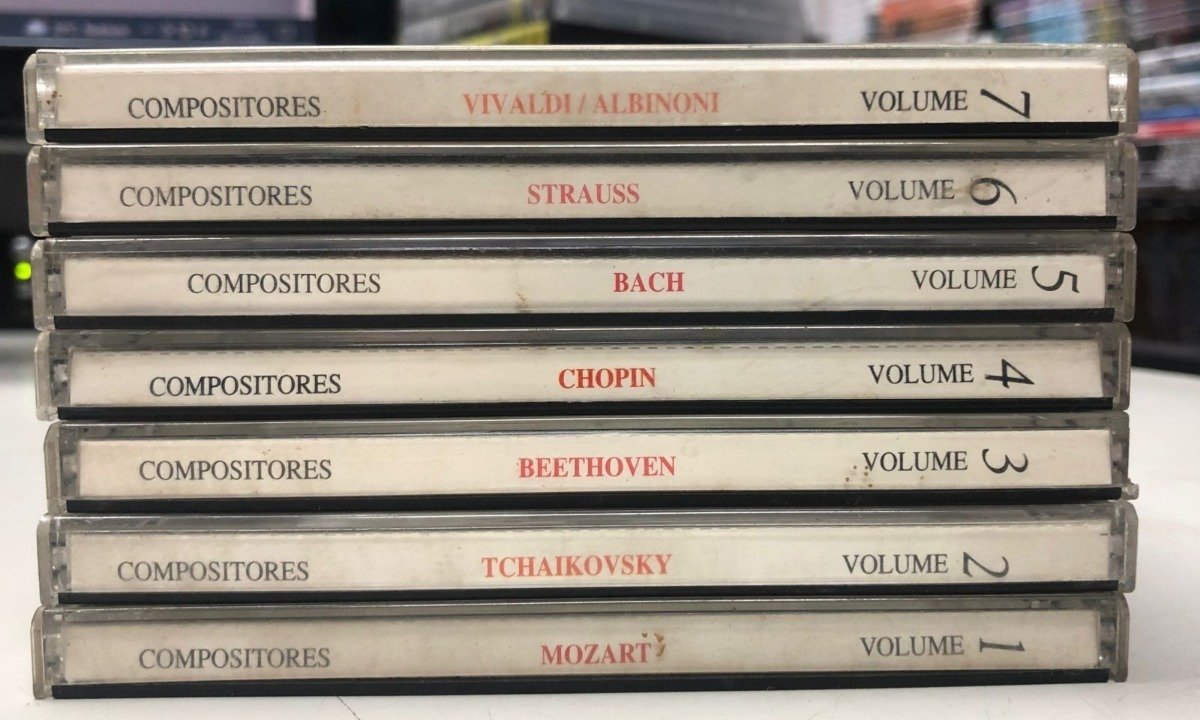 COMPOSITORES VIVALDI / ALBINONI VOLUME 7
COMPOSITORES STRAUSS VOLUME 6
COMPOSITORES BACH VOLUME 5
COMPOSITORES CHOPIN VOLUME 4
COMPOSITORES BEETHOVEN VOLUME 3
COMPOSITORES TCHAIKOVSKY VOLUME 2
COMPOSITORES MOZART VOLUME 1